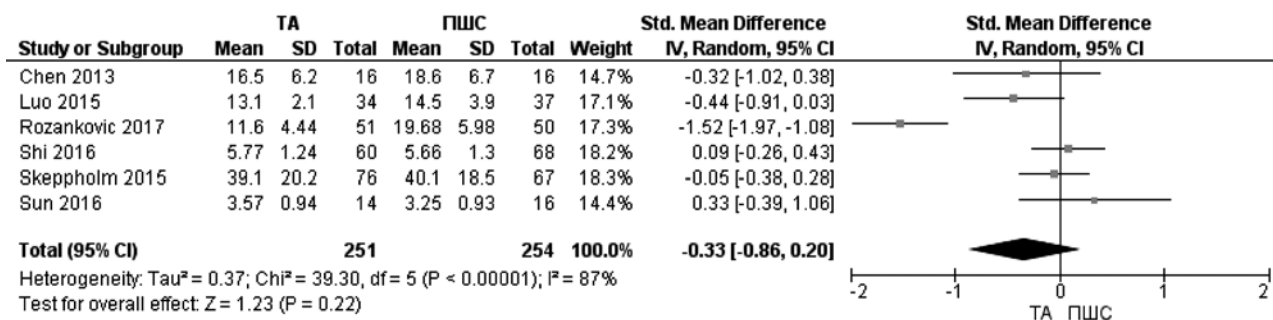 TA ПШС Std. Mean Difference Std. Mean Difference
Study or Subgroup Mean SD Total Mean SD Total Weight IV, Random, 95% CI IV, Random, 95% CI
Chen 2013 16.5 6.2 16 18.6 6.7 16 14.7% -0.32 [-1.02, 0.38]
Luo 2015 13.1 2.1 34 14.5 3.9 37 17.1% -0.44 [-0.91, 0.03]
Rozankovic 2017 11.6 4.44 51 19.68 5.98 50 17.3% -1.52 [-1.97, -1.08]
Shi 2016 5.77 1.24 60 5.66 1.3 68 18.2% 0.09 [-0.26, 0.43]
Skeppholm 2015 39.1 20.2 76 40.1 18.5 67 18.3% -0.05 [-0.38, 0.28]
Sun 2016 3.57 0.94 14 3.25 0.93 16 14.4% 0.33 [-0.39, 1.06]
Total (95% CI) 251 254 100.0% -0.33 [-0.86, 0.20]
Heterogeneity: Tau² = 0.37; Chi² = 39.30, df = 5 (P < 0.00001); I² = 87%
Test for overall effect: Z = 1.23 (P = 0.22)
-2 -1 0 1 2
TA ПШС